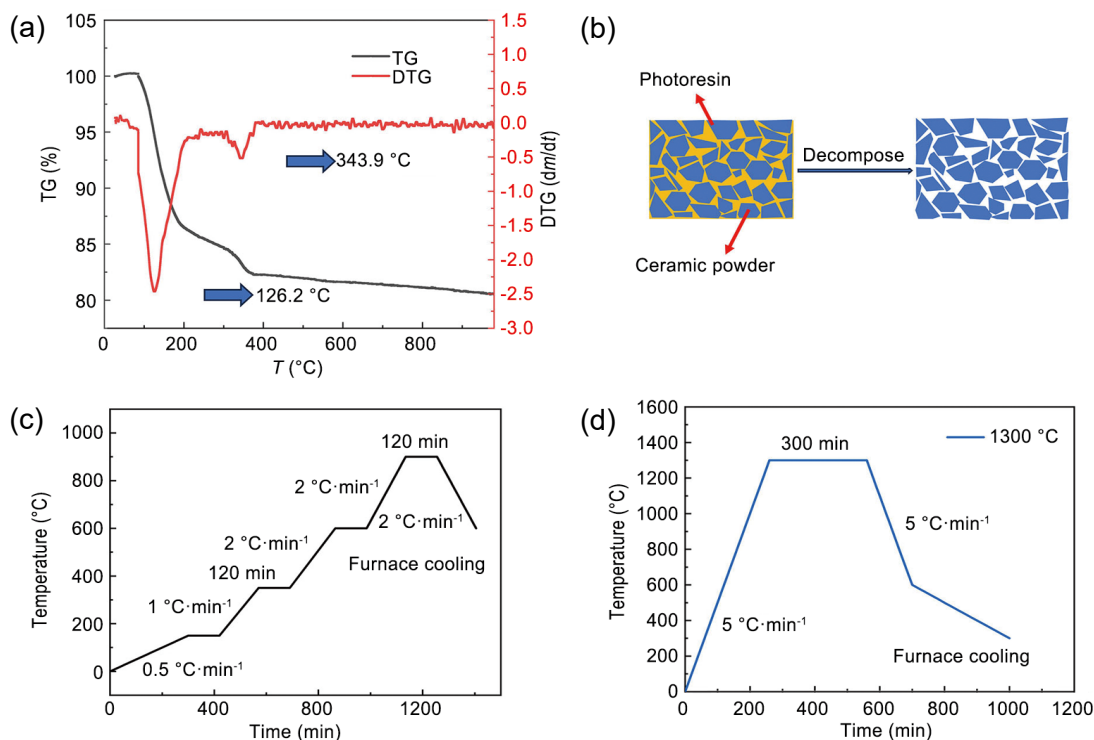 (a)
105
100
95
90
85
80
TG (%)
TG
DTG
343.9 °C
126.2 °C
1.5
1.0
0.5
0.0
-0.5
-1.0
-1.5
-2.0
-2.5
-3.0
DTG (dm/dt)
0
200
400
600
800
T (°C)
(b)
Photoresin
Decompose
Ceramic powder
(c)
1000
800
600
400
200
0
Temperature (°C)
120 min
2 °C·min⁻¹
2 °C·min⁻¹
2 °C·min⁻¹
Furnace cooling
120 min
1 °C·min⁻¹
0.5 °C·min⁻¹
0
400
800
1200
Time (min)
(d)
1600
1400
1200
1000
800
600
400
200
0
Temperature (°C)
300 min
1300 °C
5 °C·min⁻¹
5 °C·min⁻¹
Furnace cooling
0
200
400
600
800
1000
1200
Time (min)